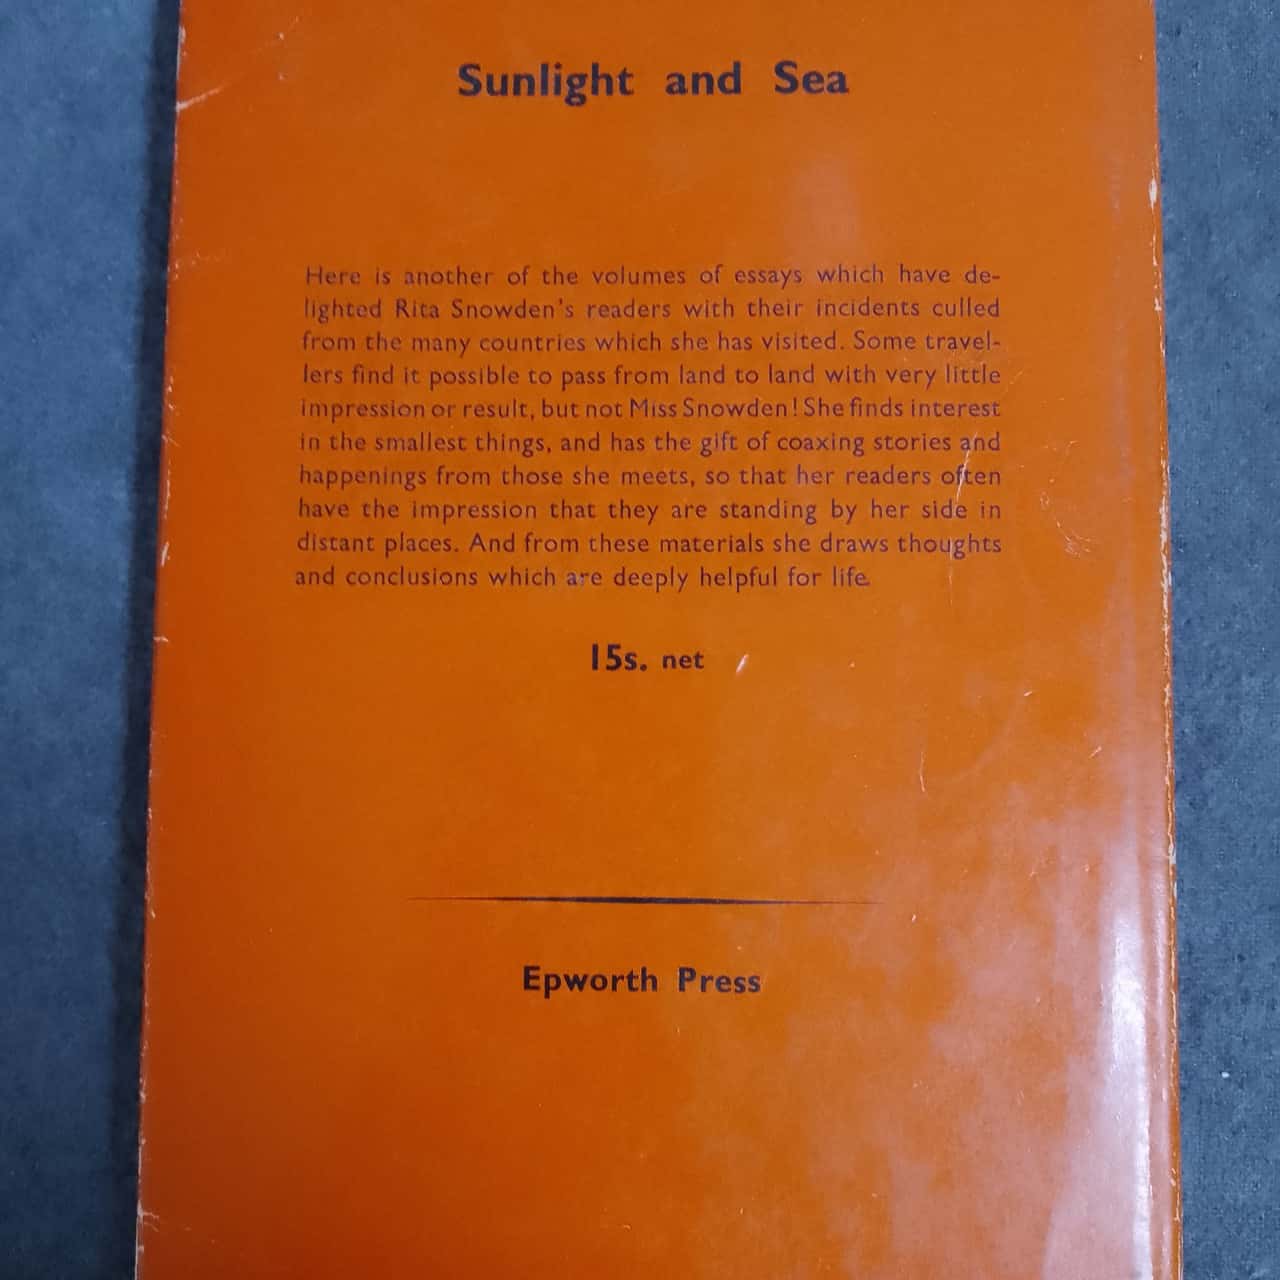 Sunlight and Sea
Here is another of the volumes of essays which have de-
lighted Rita Snowden's readers with their incidents culled
from the many countries which she has visited. Some travel-
lers find it possible to pass from land to land with very little
impression or result, but not Miss Snowden! She finds interest
in the smallest things, and has the gift of coaxing stories and
happenings from those she meets, so that her readers often
have the impression that they are standing by her side in
distant places. And from these materials she draws thoughts
and conclusions which are deeply helpful for life.
15s. net
Epworth Press